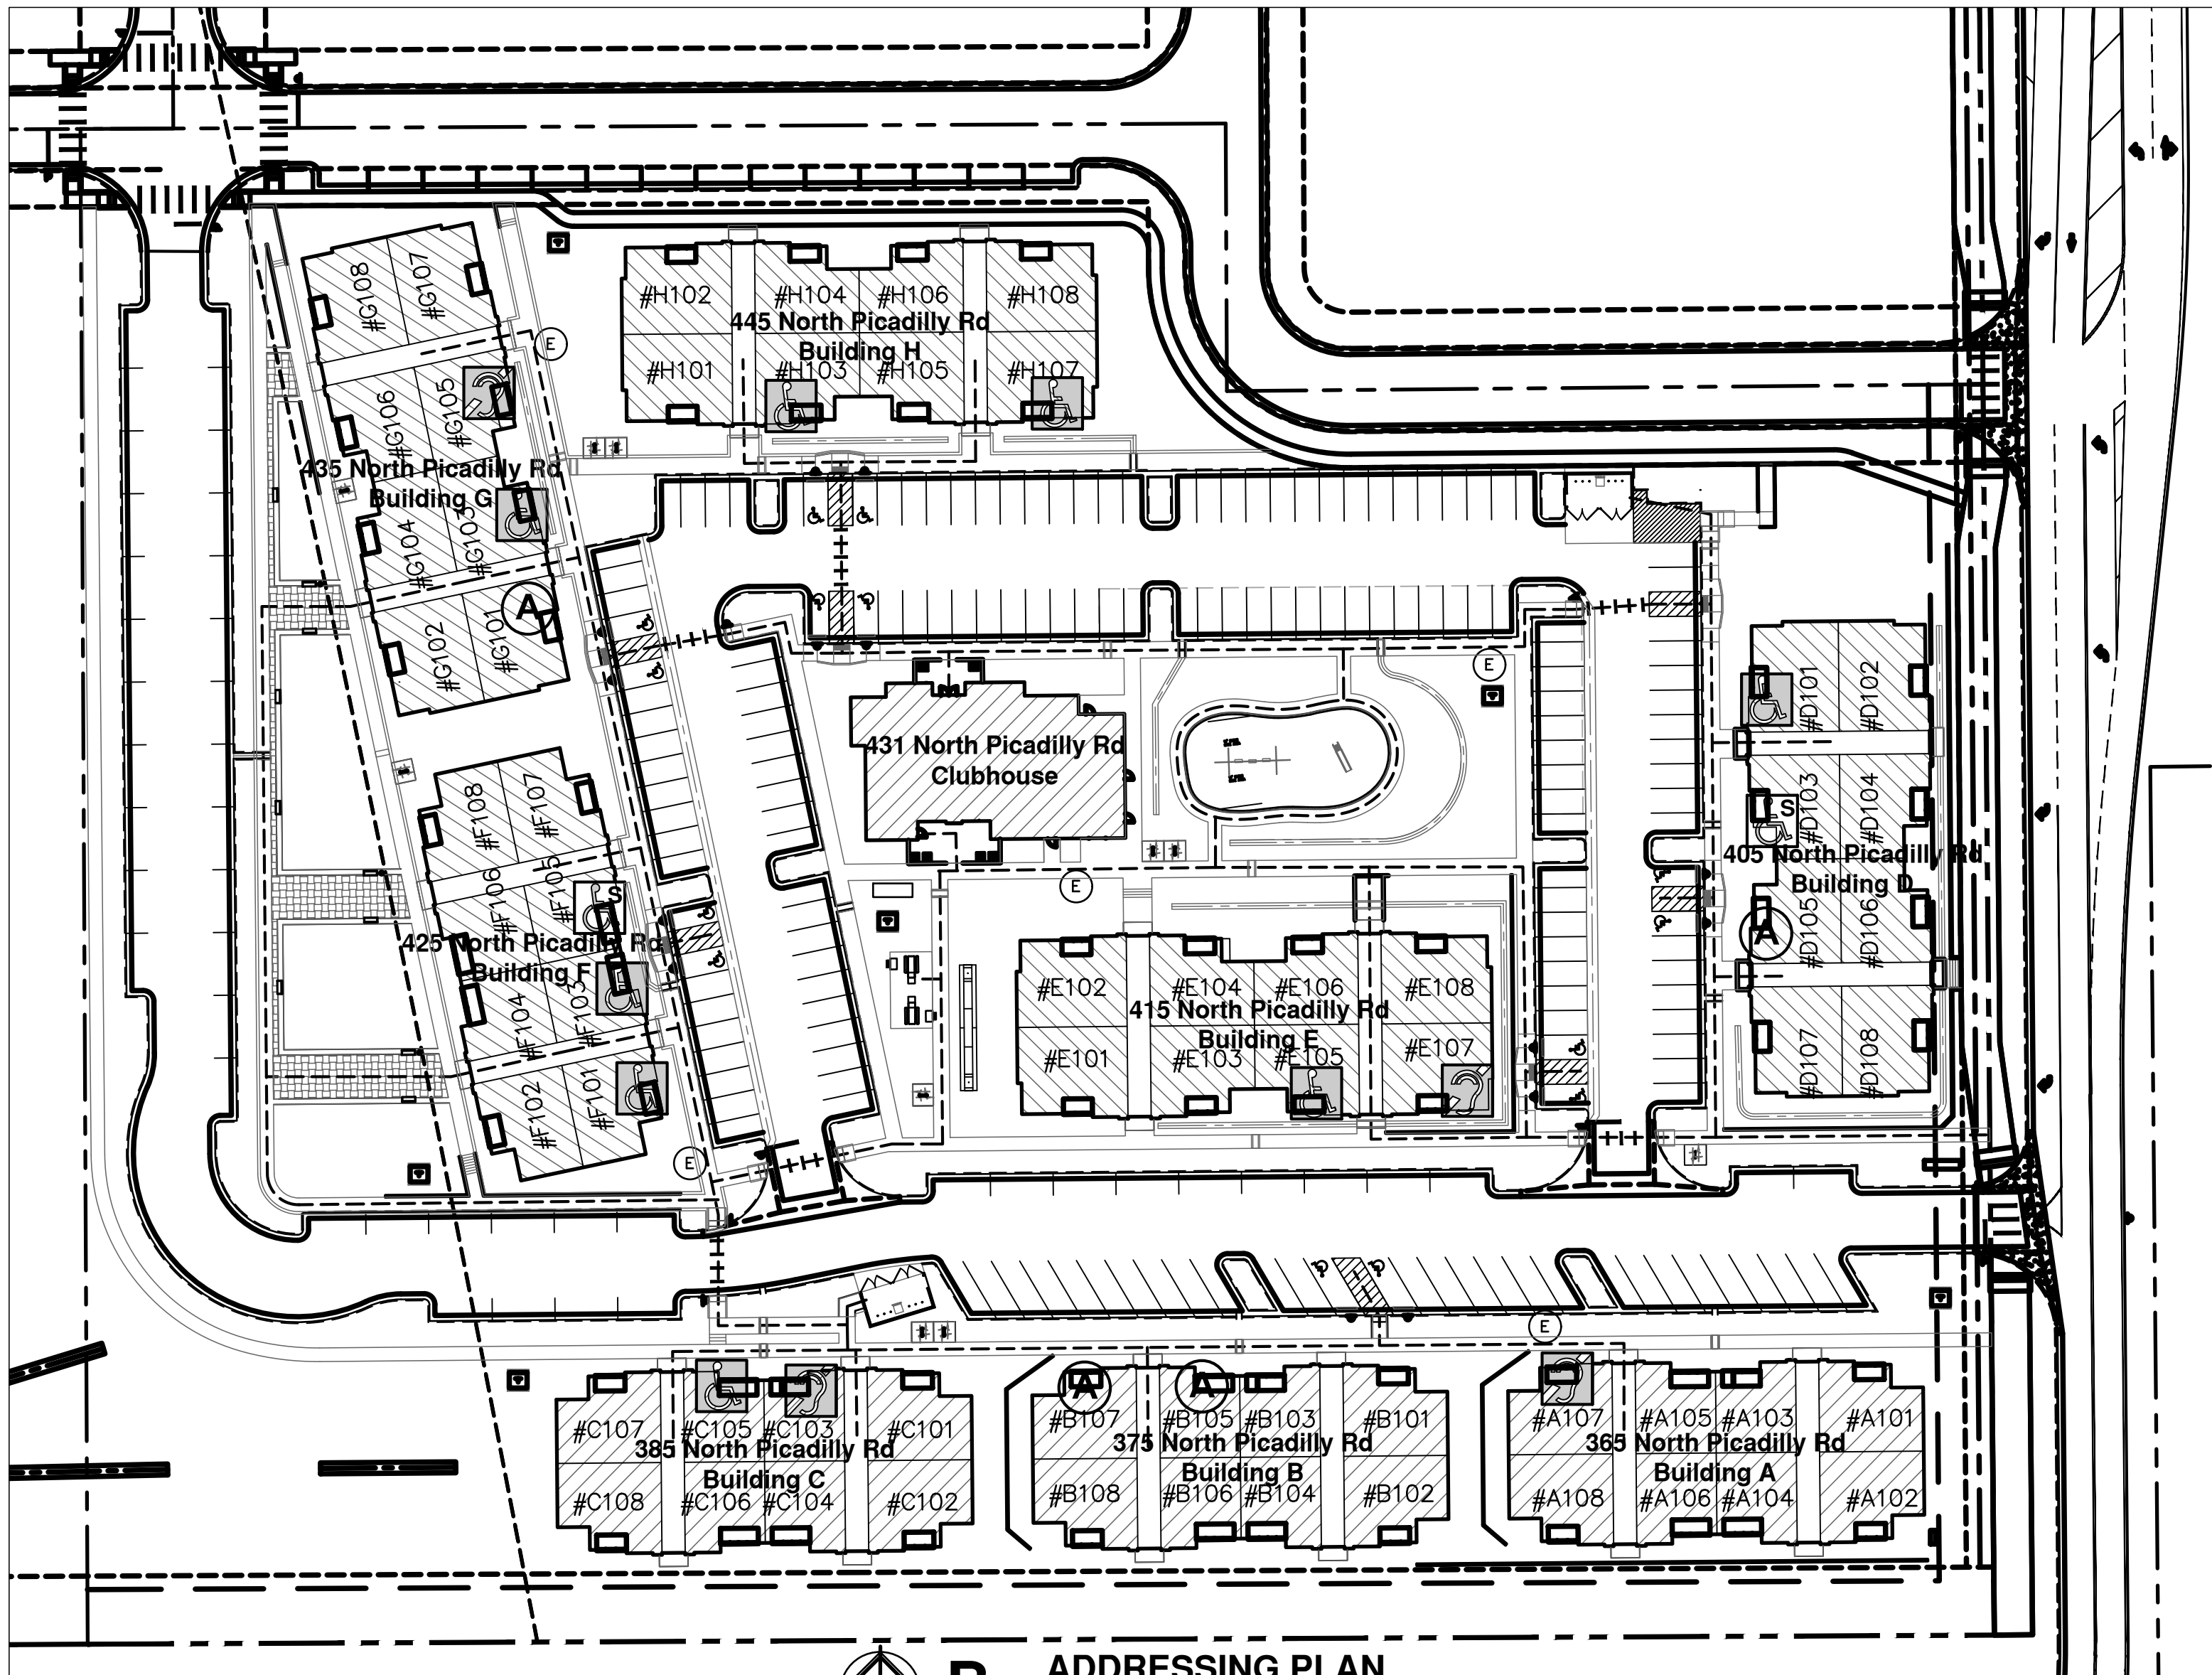 #G108
#G107
#H102
#H104
#H106
#H108
445 North Picadilly Rd
Building H
E
#H101
#H103
#H105
#H107
#G106
#G105
435 North Picadilly Rd
Building G
#G104
#G103
A
#G102
#G101
E
#D101
#D102
431 North Picadilly Rd
Clubhouse
#F108
#F107
#D103
S
#D104
405 North Picadilly Rd
Building D
E
#F106
#F105
S
#D105
A
#D106
425 North Picadilly Rd
Building F
#E102
#E104
#E106
#E108
415 North Picadilly Rd
Building E
#F104
#F103
#E101
#E103
#E105
#E107
#D107
#D108
#F102
#F101
E
E
A
A
#C107
#C105
#C103
#C101
#B107
#B105
#B103
#B101
#A107
#A105
#A103
#A101
385 North Picadilly Rd
Building C
375 North Picadilly Rd
Building B
365 North Picadilly Rd
Building A
#C108
#C106
#C104
#C102
#B108
#B106
#B104
#B102
#A108
#A106
#A104
#A102
ADDRESSING PLAN